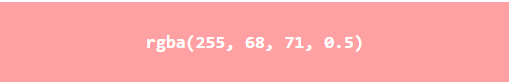 rgba(255, 68, 71, 0.5)